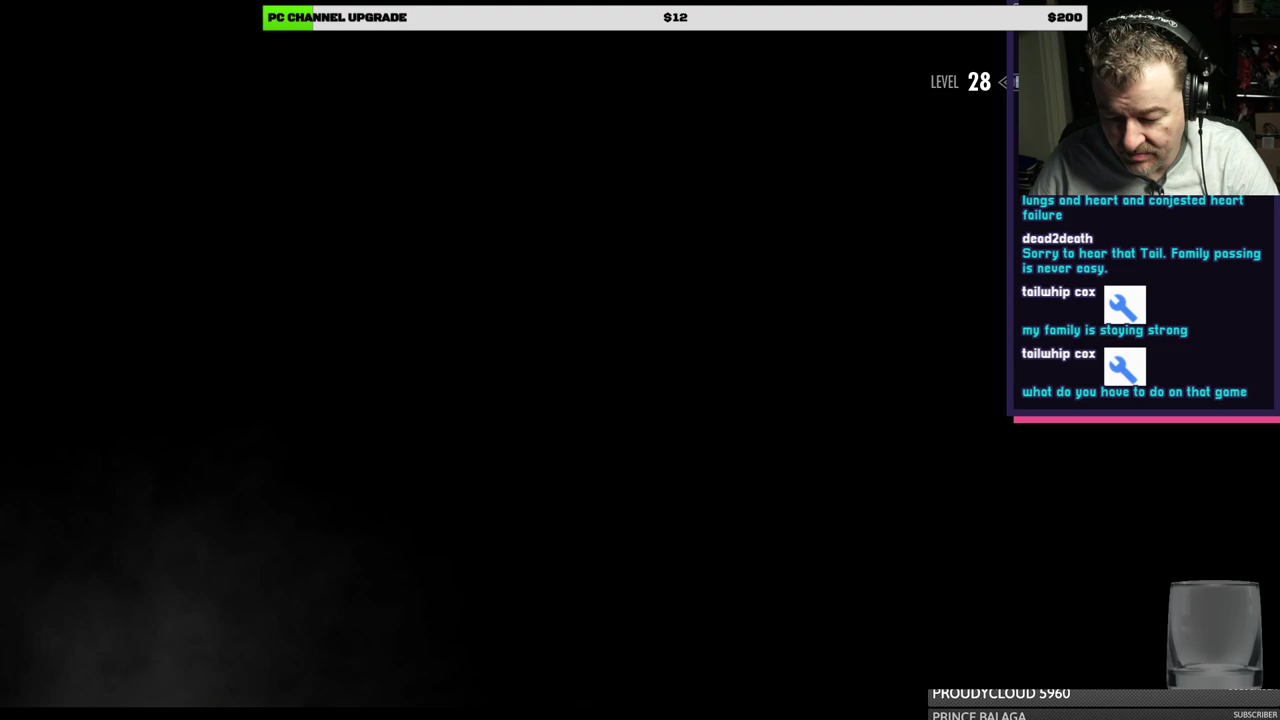 PC CHANNEL UPGRADE $12 $200
LEVEL 28
lungs and heart and conjested heart
failure
dead2death
Sorry to hear that Tail. Family passing
is never easy.
tailwhip cox
my family is staying strong
tailwhip cox
what do you have to do on that game
PROUDYCLOUD 5960
PRINCE BALAGA SUBSCRIBER